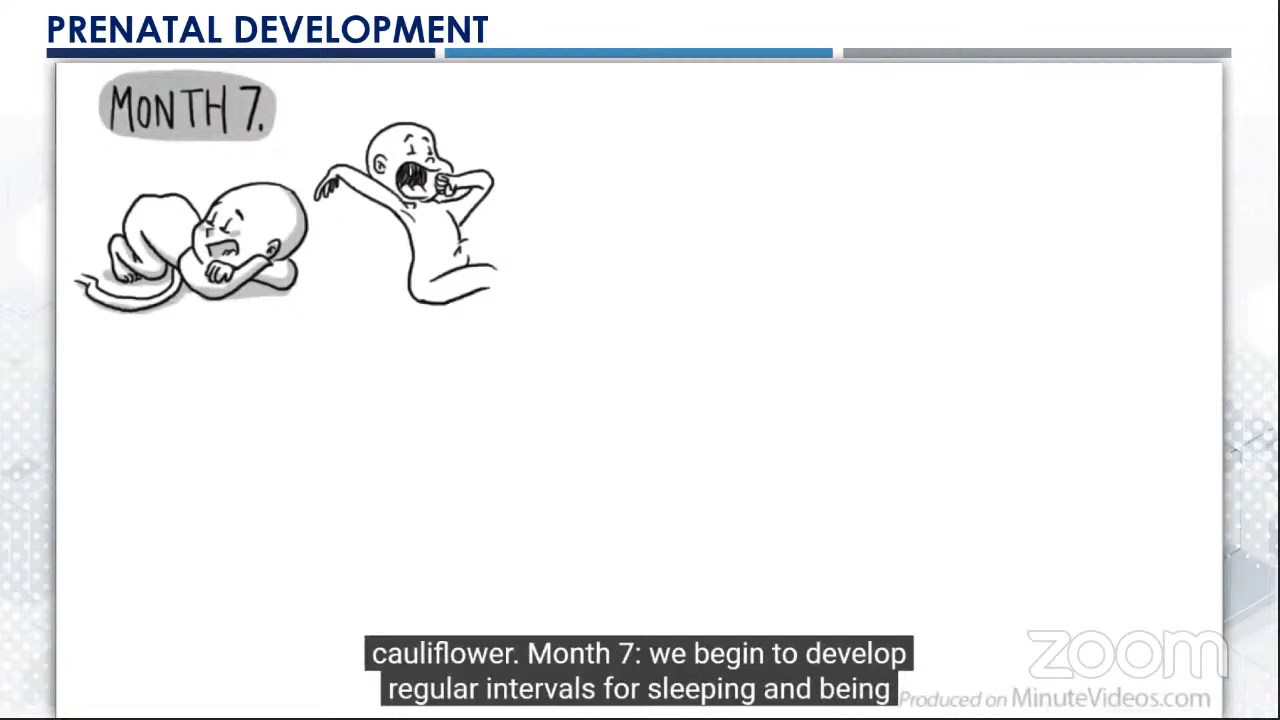 PRENATAL DEVELOPMENT
MONTH 7.
cauliflower. Month 7: we begin to develop
regular intervals for sleeping and being
zoom
Produced on MinuteVideos.com